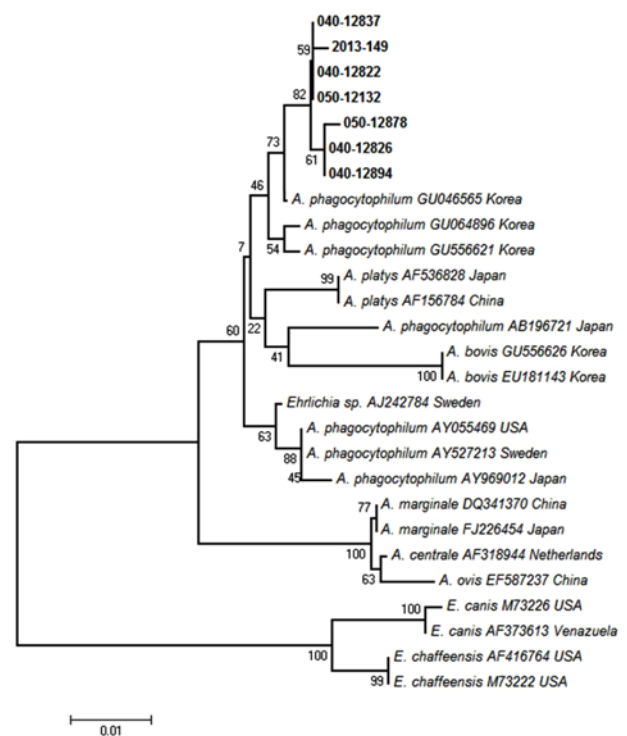 040-12837
59
2013-149
040-12822
82
050-12132
050-12878
73
61
040-12826
040-12894
46
A. phagocytophilum GU046565 Korea
A. phagocytophilum GU064896 Korea
7
54
A. phagocytophilum GU556621 Korea
99
A. platys AF536828 Japan
A. platys AF156784 China
60
22
A. phagocytophilum AB196721 Japan
41
A. bovis GU556626 Korea
100
A. bovis EU181143 Korea
Ehrlichia sp. AJ242784 Sweden
63
A. phagocytophilum AY055469 USA
88
A. phagocytophilum AY527213 Sweden
45
A. phagocytophilum AY969012 Japan
77
A. marginale DQ341370 China
A. marginale FJ226454 Japan
100
A. centrale AF318944 Netherlands
63
A. ovis EF587237 China
100
E. canis M73226 USA
E. canis AF373613 Venazuela
100
E. chaffeensis AF416764 USA
99
E. chaffeensis M73222 USA
0.01